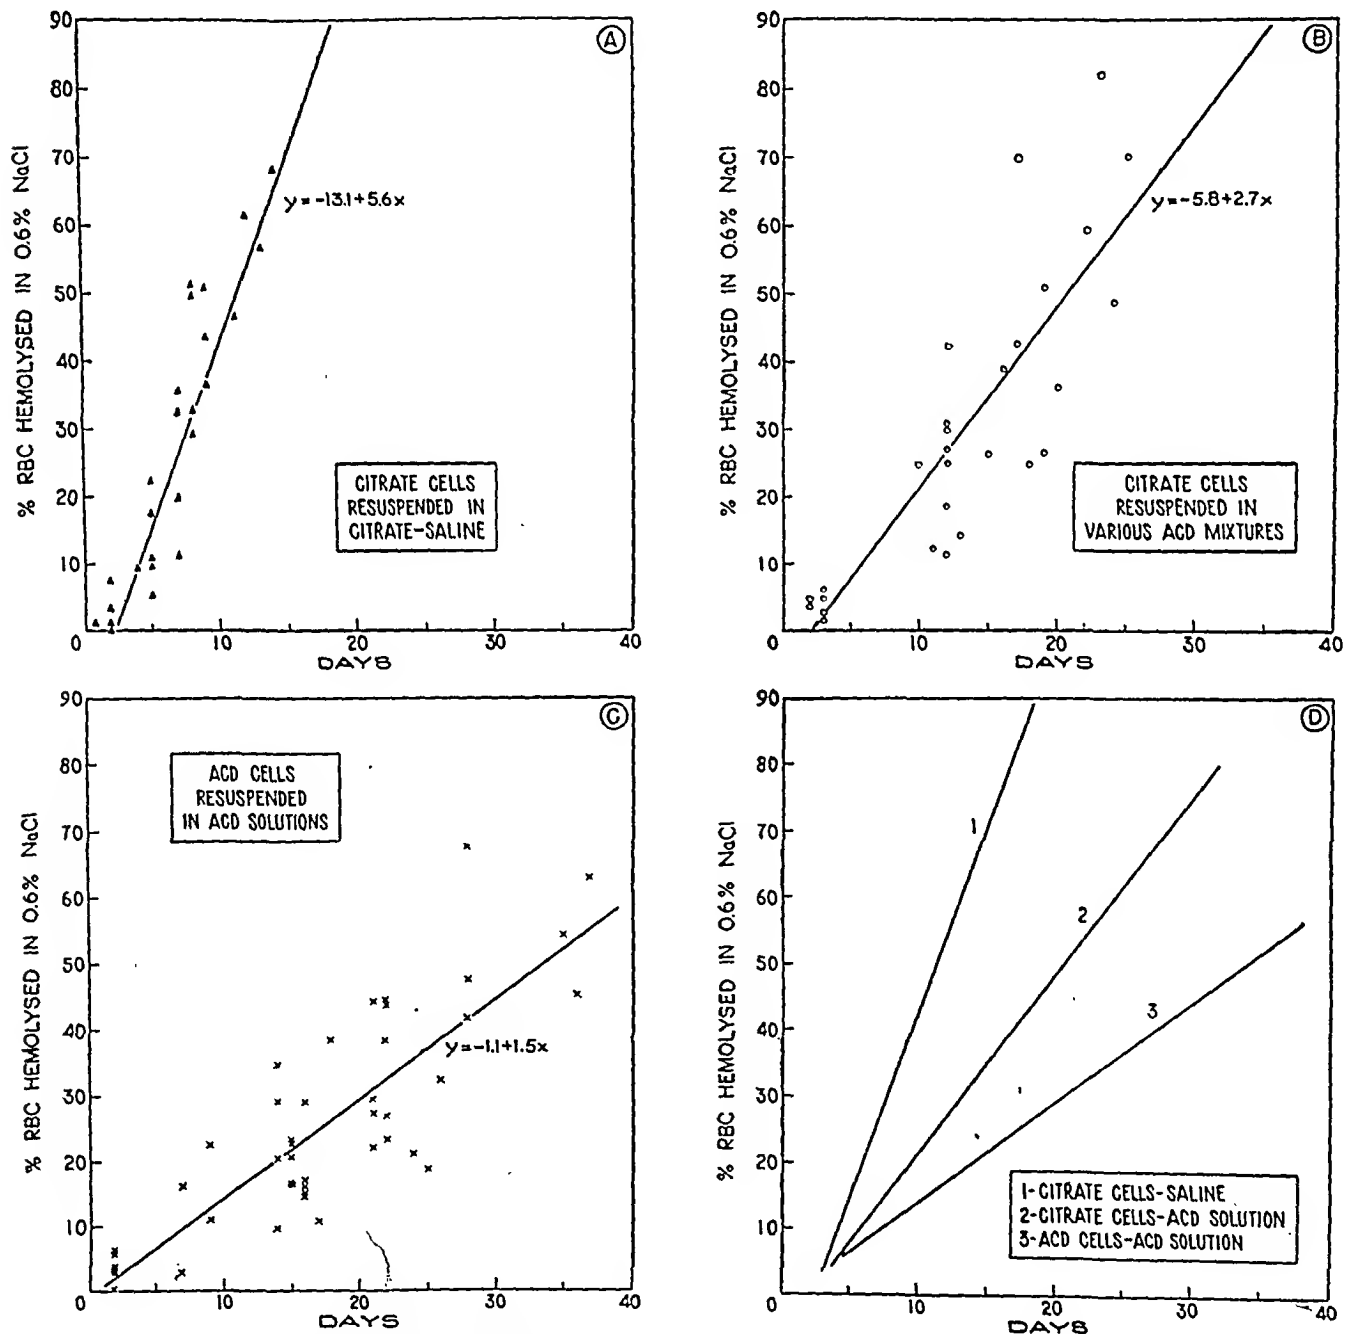 90
80
70
60
50
40
30
20
10
% RBC HEMOLYSED IN 0.6% NaCl
A
y = -13.1+5.6x
CITRATE CELLS
RESUSPENDED IN
CITRATE-SALINE
0 10 20 30 40
DAYS
90
80
70
60
50
40
30
20
10
% RBC HEMOLYSED IN 0.6% NaCl
B
y=-5.8+2.7x
CITRATE CELLS
RESUSPENDED IN
VARIOUS ACD MIXTURES
0 10 20 30 40
DAYS
90
80
70
60
50
40
30
20
10
% RBC HEMOLYSED IN 0.6% NaCl
C
ACD CELLS
RESUSPENDED
IN ACD SOLUTIONS
y=-1.1+1.5x
0 10 20 30 40
DAYS
90
80
70
60
50
40
30
20
10
% RBC HEMOLYSED IN 0.6% NaCl
D
1
2
3
1-CITRATE CELLS-SALINE
2-CITRATE CELLS-ACD SOLUTION
3-ACD CELLS-ACD SOLUTION
0 10 20 30 40
DAYS